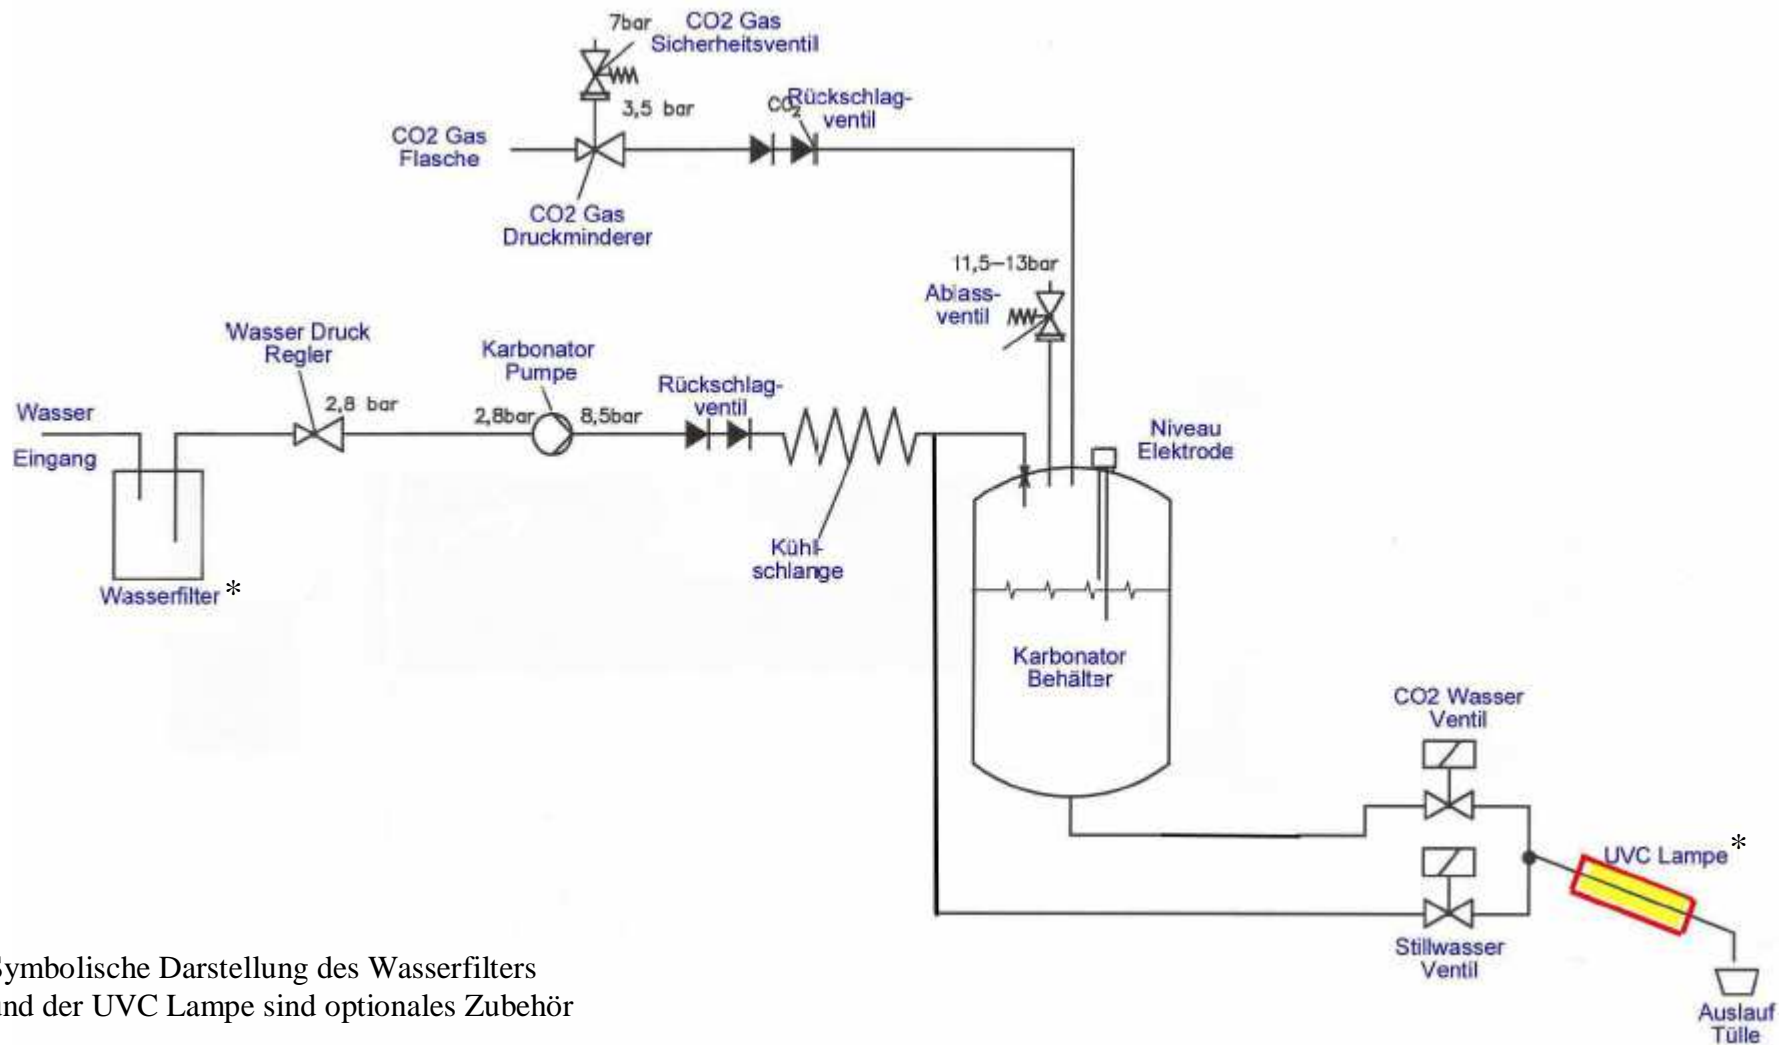 7bar
CO2 Gas
Sicherheitsventil
3,5 bar
CO2
Rückschlag-
ventil
CO2 Gas
Flasche
CO2 Gas
Druckminderer
11,5-13bar
Ablass-
ventil
Wasser Druck
Regler
2,8 bar
Karbonator
Pumpe
2,8bar
8,5bar
Rückschlag-
ventil
Wasser
Eingang
Wasserfilter *
Kühl-
schlange
Niveau
Elektrode
Karbonator
Behälter
CO2 Wasser
Ventil
UVC Lampe *
Stillwasser
Ventil
Auslauf
Tülle
Symbolische Darstellung des Wasserfilters
und der UVC Lampe sind optionales Zubehör